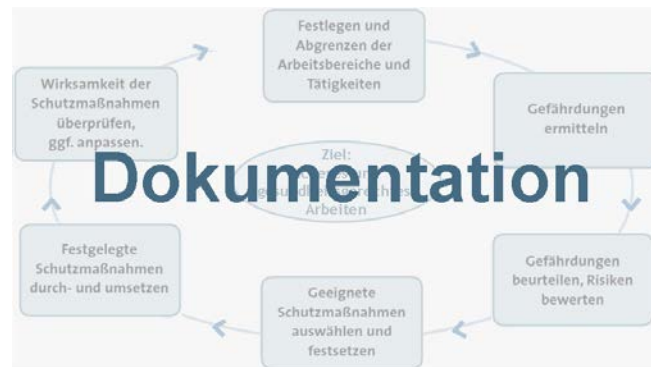 Festlegen und
Abgrenzen der
Arbeitsbereiche und
Tätigkeiten
Gefährdungen
ermitteln
Gefährdungen
beurteilen, Risiken
bewerten
Geeignete
Schutzmaßnahmen
auswählen und
festsetzen
Festgelegte
Schutzmaßnahmen
durch- und umsetzen
Wirksamkeit der
Schutzmaßnahmen
überprüfen,
ggf. anpassen.
Ziel:
Arbeiten
Dokumentation